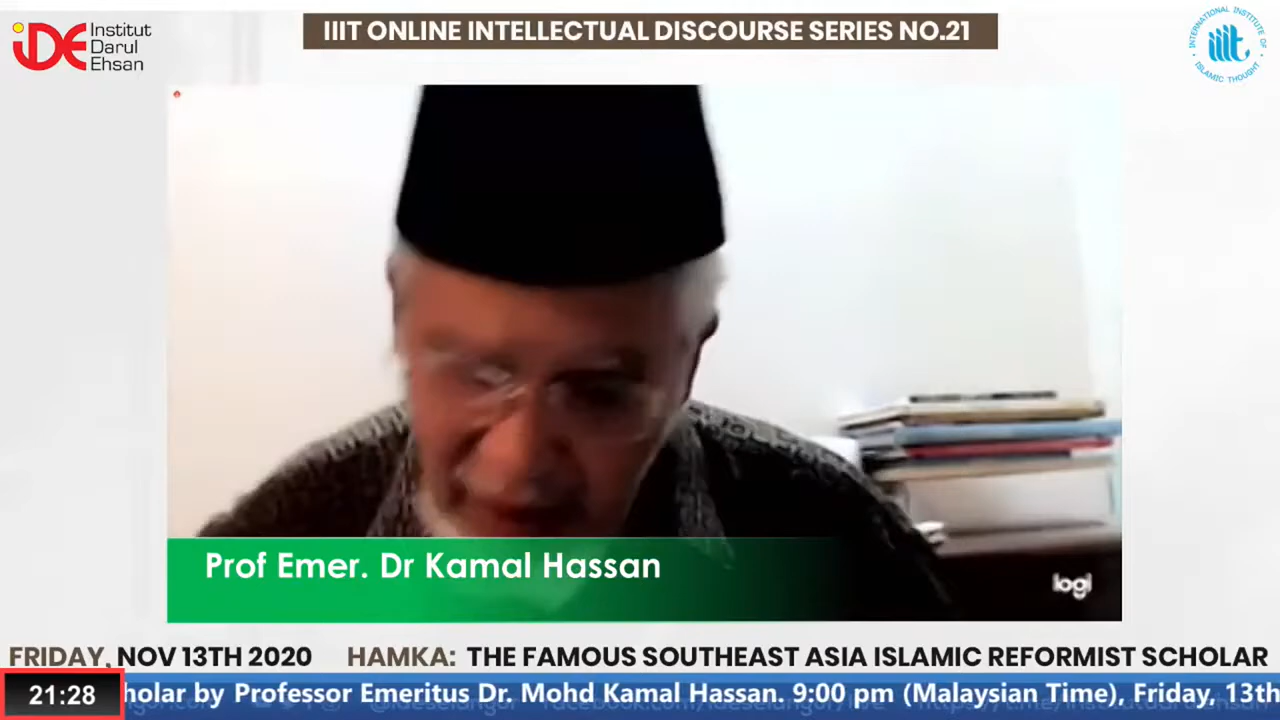 iDE Institut
Darul
Ehsan
IIIT ONLINE INTELLECTUAL DISCOURSE SERIES NO.21
INTERNATIONAL INSTITUTE OF
iiit
ISLAMIC THOUGHT
Prof Emer. Dr Kamal Hassan
logi
FRIDAY, NOV 13TH 2020 HAMKA: THE FAMOUS SOUTHEAST ASIA ISLAMIC REFORMIST SCHOLAR
21:28 holar by Professor Emeritus Dr. Mohd Kamal Hassan. 9:00 pm (Malaysian Time), Friday, 13th